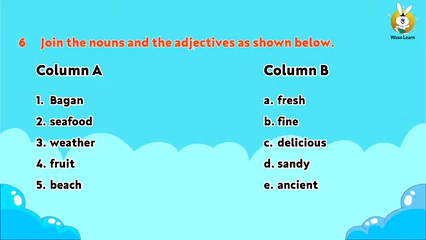 Wase Learn
6 Join the nouns and the adjectives as shown below.
Column A
Column B
1. Bagan
a. fresh
2. seafood
b. fine
3. weather
c. delicious
4. fruit
d. sandy
5. beach
e. ancient